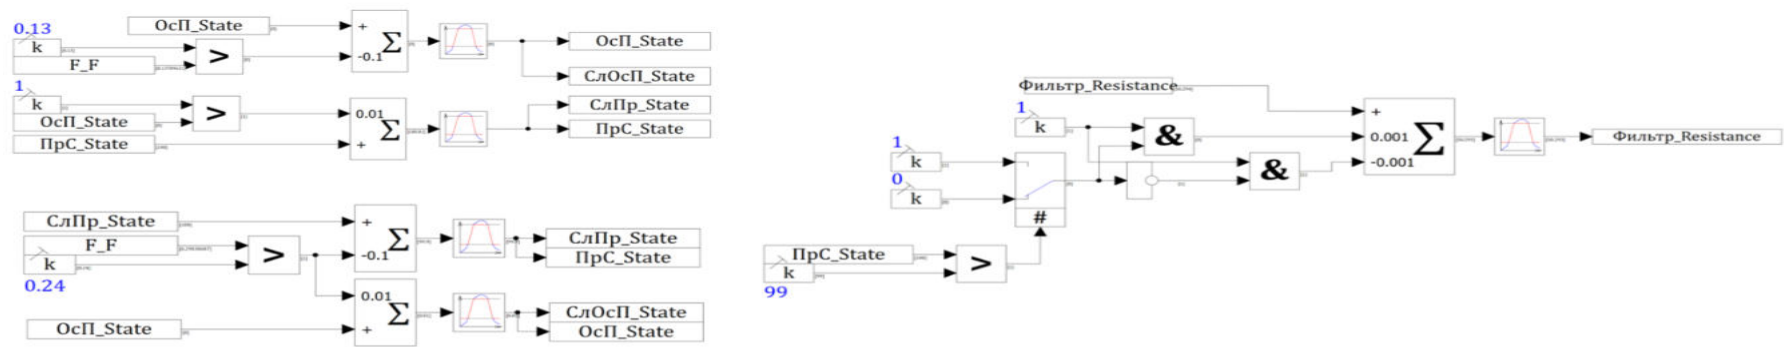 0.13
ОсП_State
+
k
>
-0.1
Σ
ОсП_State
F_F
СлОсП_State
1
k
>
0.01
Σ
СлПр_State
ОсП_State
ПрС_State
ПрС_State
+
СлПр_State
+
F_F
>
-0.1
Σ
СлПр_State
k
ПрС_State
0.24
0.01
Σ
СлОсП_State
ОсП_State
+
ОсП_State
Фильтр_Resistance
1
+
k
&
0.001
Σ
Фильтр_Resistance
1
-0.001
k
&
0
k
#
ПрС_State
>
k
99